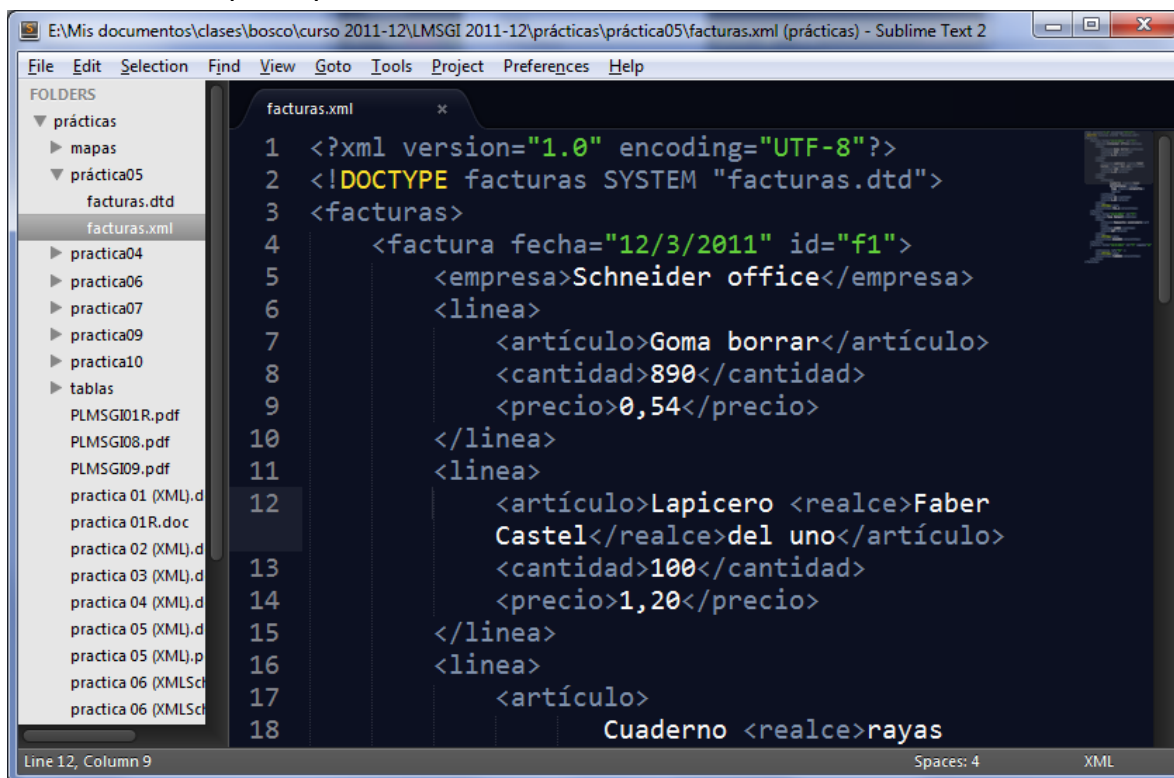 E:\Mis documentos\clases\bosco\curso 2011-12\LMSGI 2011-12\prácticas\práctica05\facturas.xml (prácticas) - Sublime Text 2
File Edit Selection Find View Goto Tools Project Preferences Help
FOLDERS
prácticas
mapas
práctica05
facturas.dtd
facturas.xml
practica04
practica06
practica07
practica09
practica10
tablas
PLMSGI01R.pdf
PLMSGI08.pdf
PLMSGI09.pdf
practica 01 (XML).d
practica 01R.doc
practica 02 (XML).d
practica 03 (XML).d
practica 04 (XML).d
practica 05 (XML).d
practica 05 (XML).p
practica 06 (XMLSch
practica 06 (XMLSch
facturas.xml ×
1 <?xml version="1.0" encoding="UTF-8"?>
2 <!DOCTYPE facturas SYSTEM "facturas.dtd">
3 <facturas>
4 <factura fecha="12/3/2011" id="f1">
5 <empresa>Schneider office</empresa>
6 <linea>
7 <artículo>Goma borrar</artículo>
8 <cantidad>890</cantidad>
9 <precio>0,54</precio>
10 </linea>
11 <linea>
12 <artículo>Lapicero <realce>Faber
Castel</realce>del uno</artículo>
13 <cantidad>100</cantidad>
14 <precio>1,20</precio>
15 </linea>
16 <linea>
17 <artículo>
18 Cuaderno <realce>rayas
Line 12, Column 9 Spaces: 4 XML